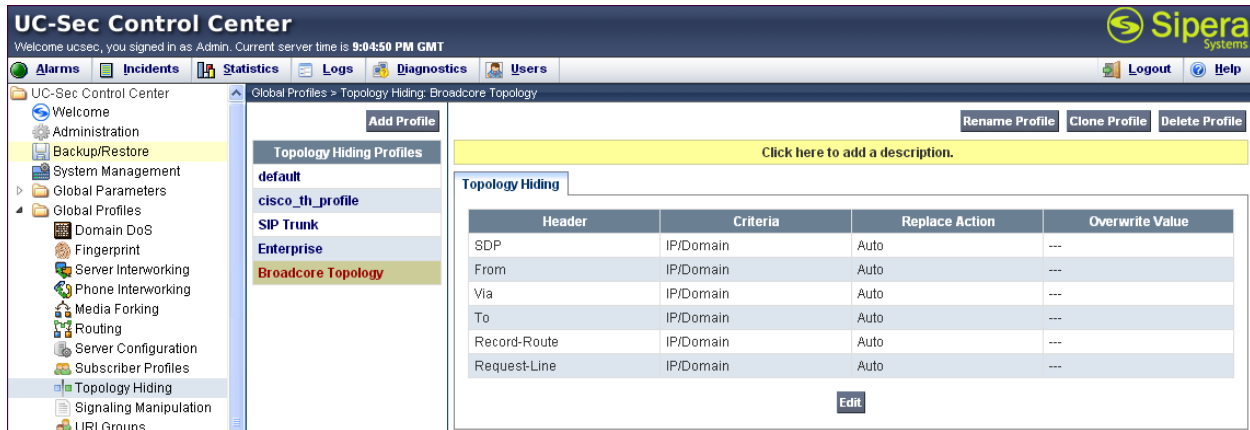 UC-Sec Control Center
Welcome ucsec, you signed in as Admin. Current server time is 9:04:50 PM GMT
Sipera
Systems
Alarms Incidents Statistics Logs Diagnostics Users Logout Help
UC-Sec Control Center
Welcome
Administration
Backup/Restore
System Management
Global Parameters
Global Profiles
Domain DoS
Fingerprint
Server Interworking
Phone Interworking
Media Forking
Routing
Server Configuration
Subscriber Profiles
Topology Hiding
Signaling Manipulation
URI Groups
Global Profiles > Topology Hiding: Broadcore Topology
Add Profile
Topology Hiding Profiles
default
cisco_th_profile
SIP Trunk
Enterprise
Broadcore Topology
Rename Profile Clone Profile Delete Profile
Click here to add a description.
Topology Hiding
Header Criteria Replace Action Overwrite Value
SDP IP/Domain Auto ---
From IP/Domain Auto ---
Via IP/Domain Auto ---
To IP/Domain Auto ---
Record-Route IP/Domain Auto ---
Request-Line IP/Domain Auto ---
Edit